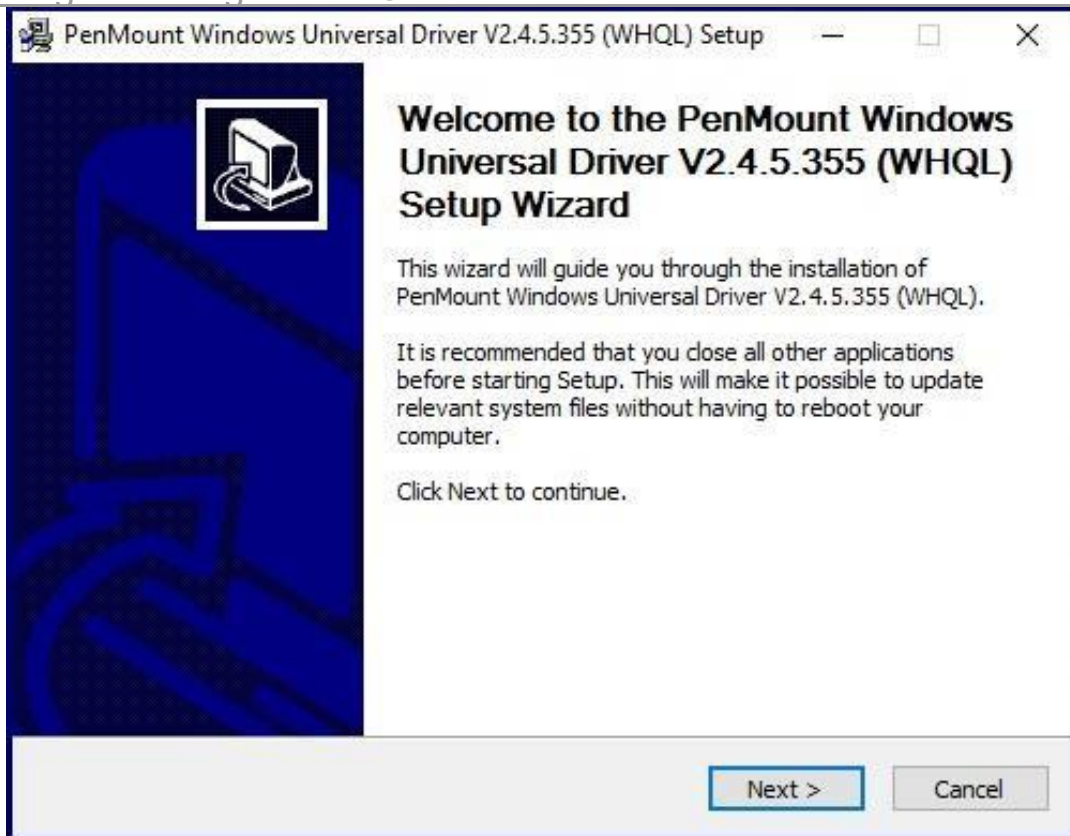 PenMount Windows Universal Driver V2.4.5.355 (WHQL) Setup
Welcome to the PenMount Windows
Universal Driver V2.4.5.355 (WHQL)
Setup Wizard
This wizard will guide you through the installation of
PenMount Windows Universal Driver V2.4.5.355 (WHQL).
It is recommended that you close all other applications
before starting Setup. This will make it possible to update
relevant system files without having to reboot your
computer.
Click Next to continue.
Next >
Cancel